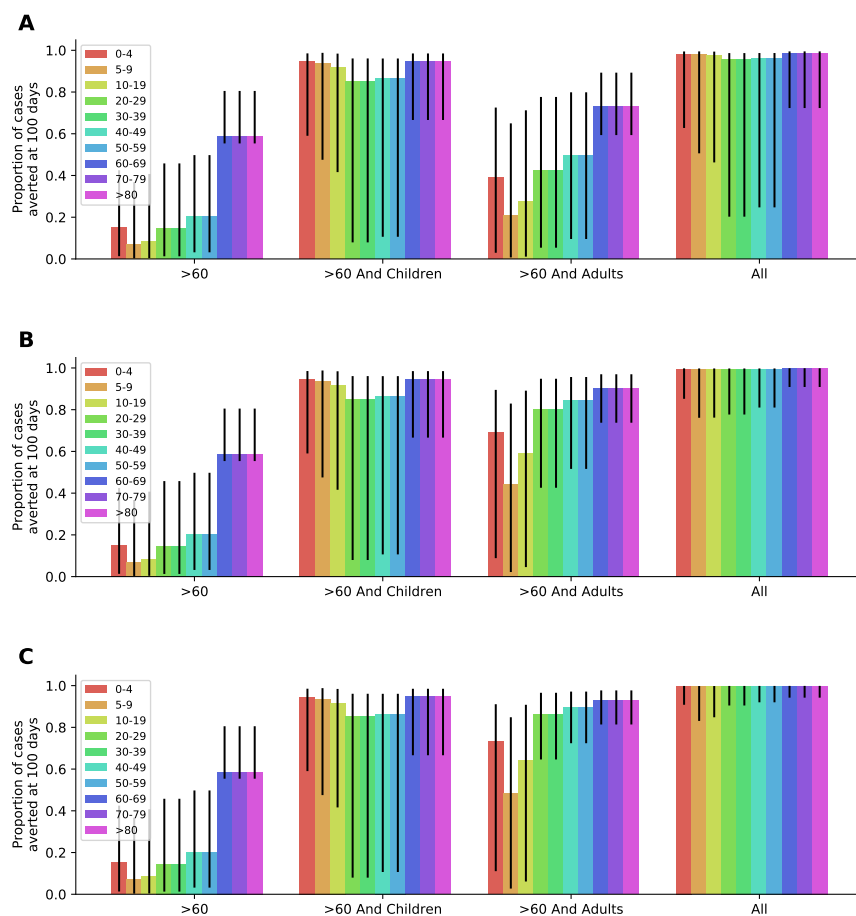 A
Proportion of cases
averted at 100 days
1.0
0.8
0.6
0.4
0.2
0.0
0-4
5-9
10-19
20-29
30-39
40-49
50-59
60-69
70-79
>80
>60
>60 And Children
>60 And Adults
All
B
Proportion of cases
averted at 100 days
1.0
0.8
0.6
0.4
0.2
0.0
0-4
5-9
10-19
20-29
30-39
40-49
50-59
60-69
70-79
>80
>60
>60 And Children
>60 And Adults
All
C
Proportion of cases
averted at 100 days
1.0
0.8
0.6
0.4
0.2
0.0
0-4
5-9
10-19
20-29
30-39
40-49
50-59
60-69
70-79
>80
>60
>60 And Children
>60 And Adults
All